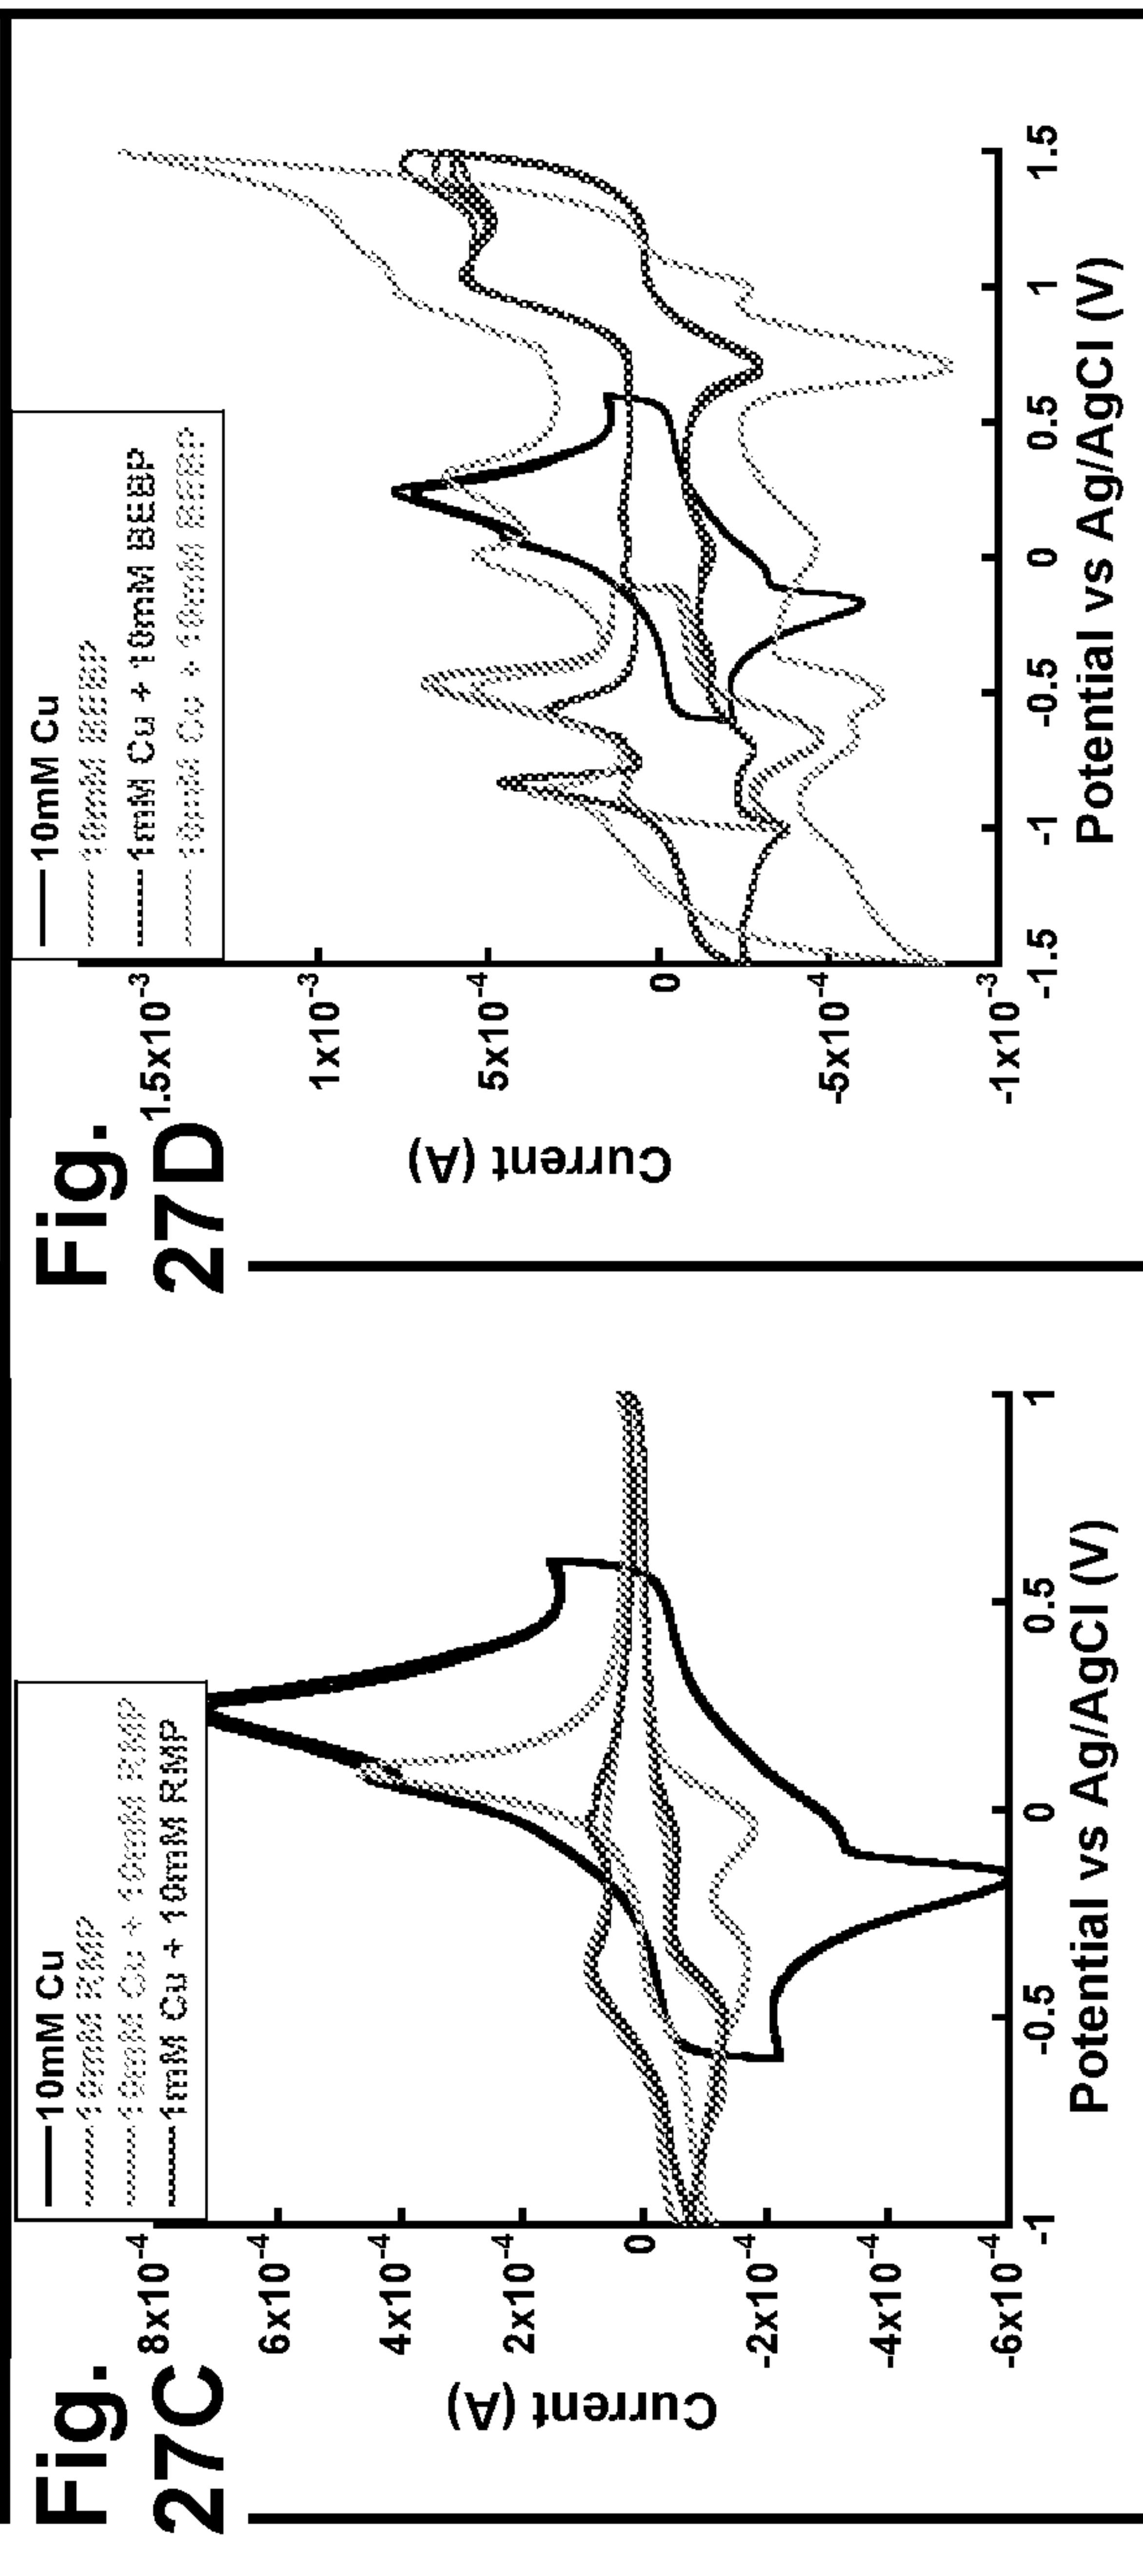 Fig.
27C
10mM Cu
10mM RMP
10mM Cu + 10mM RMP
1mM Cu + 10mM RMP
8x10-4
6x10-4
4x10-4
2x10-4
0
-2x10-4
-4x10-4
-6x10-4
Current (A)
-1
-0.5
0
0.5
1
Potential vs Ag/AgCl (V)
Fig.
27D
10mM Cu
10mM BEBP
1mM Cu + 10mM BEBP
10mM Cu + 10mM BEBP
1.5x10-3
1x10-3
5x10-4
0
-5x10-4
-1x10-3
Current (A)
-1.5
-1
-0.5
0
0.5
1
1.5
Potential vs Ag/AgCl (V)